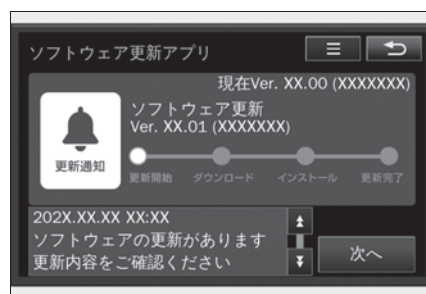 ソフトウェア更新アプリ
現在Ver. XX.00 (XXXXXXX)
ソフトウェア更新
Ver. XX.01 (XXXXXXX)
更新通知
更新開始 ダウンロード インストール 更新完了
202X.XX.XX XX:XX
ソフトウェアの更新があります
更新内容をご確認ください
次へ